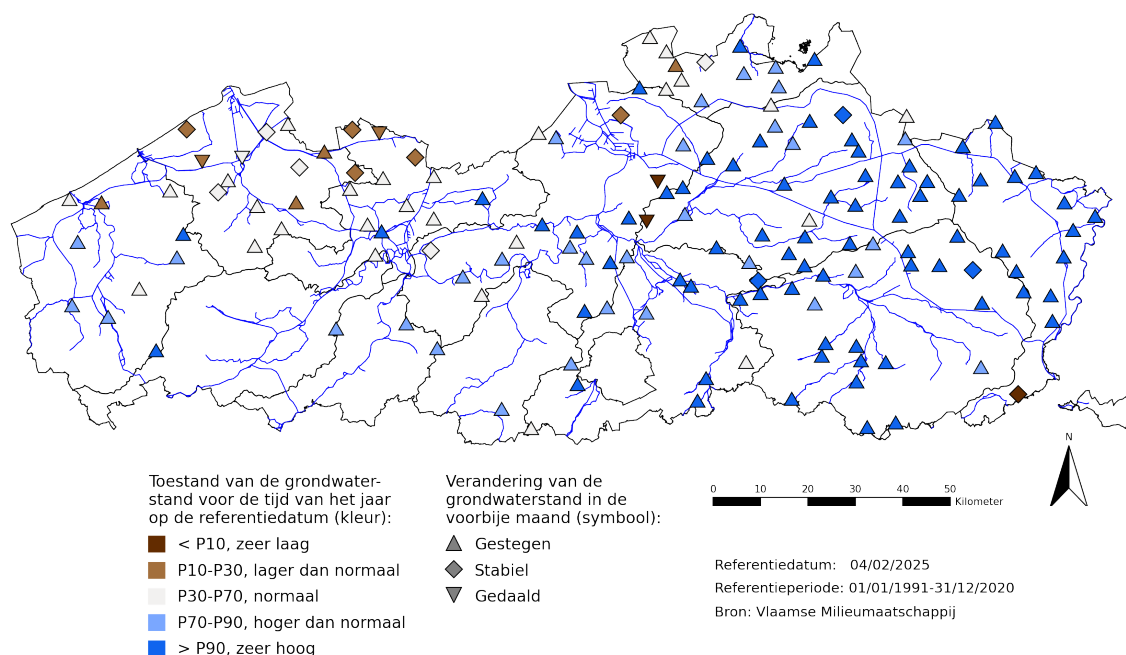 N
Toestand van de grondwater-
stand voor de tijd van het jaar
op de referentiedatum (kleur):
< P10, zeer laag
P10-P30, lager dan normaal
P30-P70, normaal
P70-P90, hoger dan normaal
> P90, zeer hoog
Verandering van de
grondwaterstand in de
voorbije maand (symbool):
Gestegen
Stabiel
Gedaald
0 10 20 30 40 50
Kilometer
Referentiedatum: 04/02/2025
Referentieperiode: 01/01/1991-31/12/2020
Bron: Vlaamse Milieumaatschappij